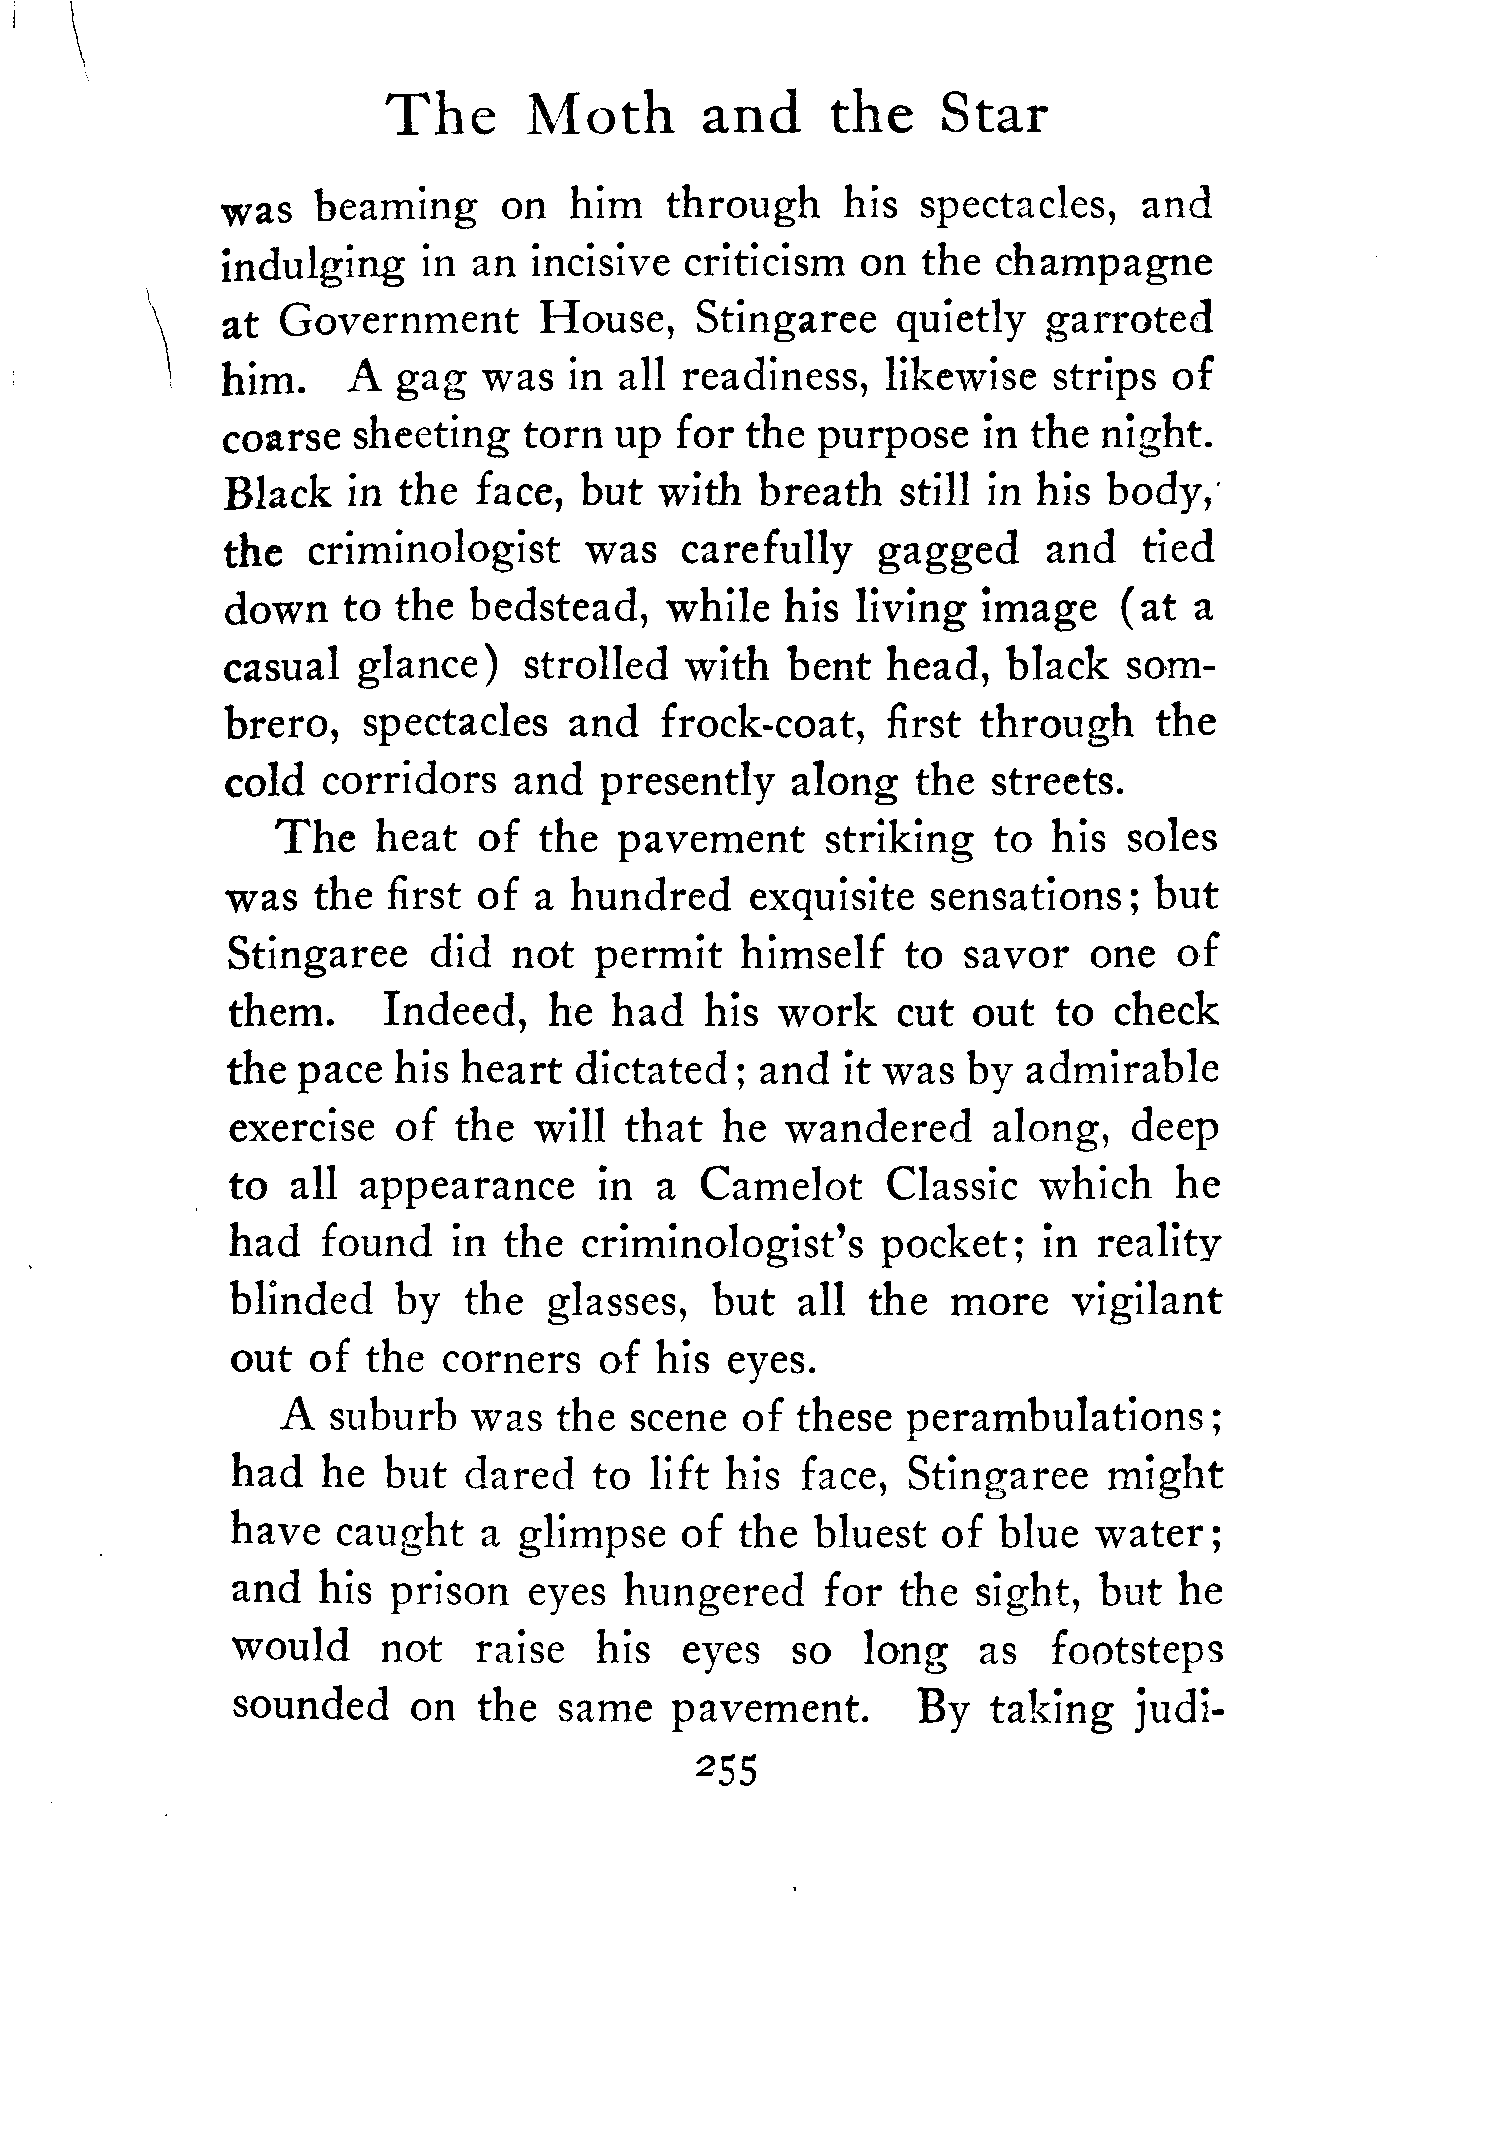 The Moth and the Star
was beaming on him through his spectacles, and
indulging in an incisive criticism on the champagne
at Government House, Stingaree quietly garroted
him. A gag was in all readiness, likewise strips of
coarse sheeting torn up for the purpose in the night.
Black in the face, but with breath still in his body,
the criminologist was carefully gagged and tied
down to the bedstead, while his living image (at a
casual glance) strolled with bent head, black som-
brero, spectacles and frock-coat, first through the
cold corridors and presently along the streets.
The heat of the pavement striking to his soles
was the first of a hundred exquisite sensations; but
Stingaree did not permit himself to savor one of
them. Indeed, he had his work cut out to check
the pace his heart dictated; and it was by admirable
exercise of the will that he wandered along, deep
to all appearance in a Camelot Classic which he
had found in the criminologist's pocket; in reality
blinded by the glasses, but all the more vigilant
out of the corners of his eyes.
A suburb was the scene of these perambulations;
had he but dared to lift his face, Stingaree might
have caught a glimpse of the bluest of blue water;
and his prison eyes hungered for the sight, but he
would not raise his eyes so long as footsteps
sounded on the same pavement. By taking judi-
255